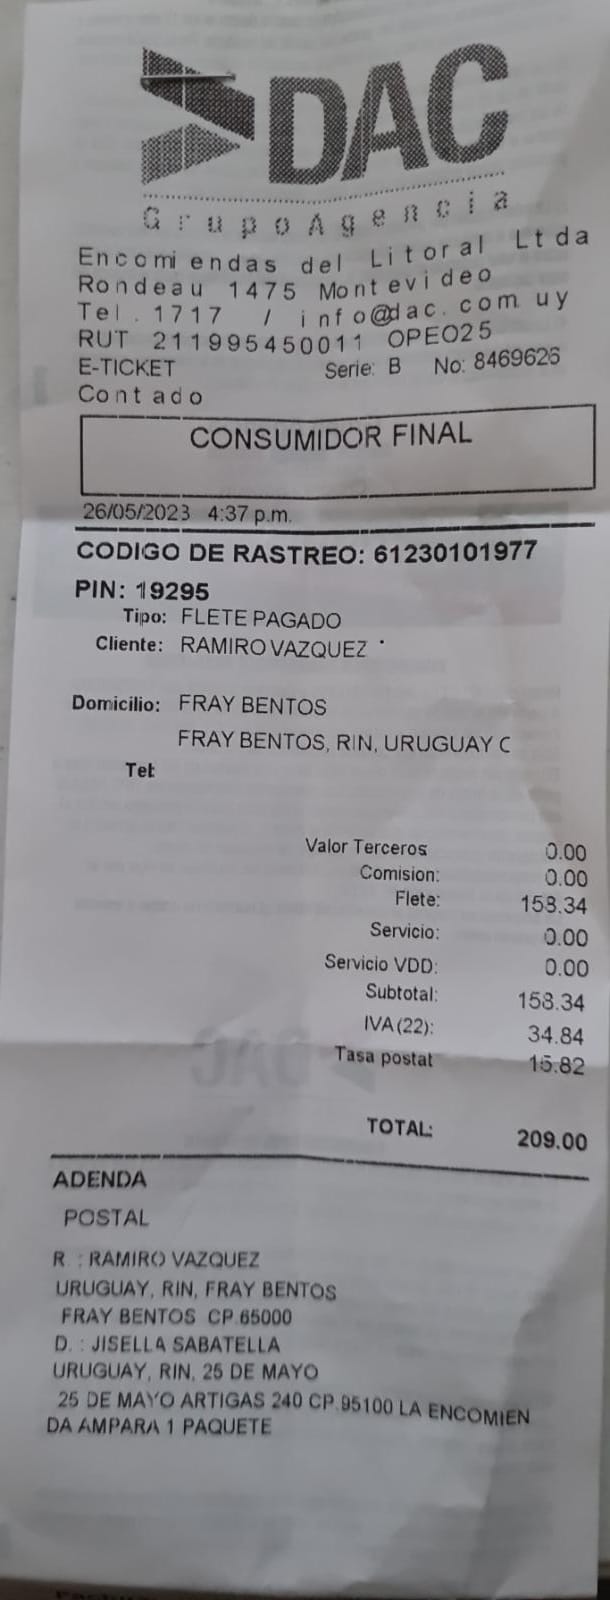 DAC
GrupoAgencia
Encomiendas del Litoral Ltda
Rondeau 1475 Montevideo
Tel. 1717 / info@dac.com.uy
RUT 211995450011 OPEO25
E-TICKET Serie: B No: 8469626
Contado
CONSUMIDOR FINAL
26/05/2023 4:37 p.m.
CODIGO DE RASTREO: 61230101977
PIN: 19295
Tipo: FLETE PAGADO
Cliente: RAMIRO VAZQUEZ
Domicilio: FRAY BENTOS
FRAY BENTOS, RIN, URUGUAY C
Tel:
Valor Terceros 0.00
Comision: 0.00
Flete: 158.34
Servicio: 0.00
Servicio VDD: 0.00
Subtotal: 158.34
IVA(22): 34.84
Tasa postal 15.82
TOTAL: 209.00
ADENDA
POSTAL
R. : RAMIRO VAZQUEZ
URUGUAY, RIN, FRAY BENTOS
FRAY BENTOS CP.65000
D. : JISELLA SABATELLA
URUGUAY, RIN, 25 DE MAYO
25 DE MAYO ARTIGAS 240 CP.95100 LA ENCOMIEN
DA AMPARA 1 PAQUETE